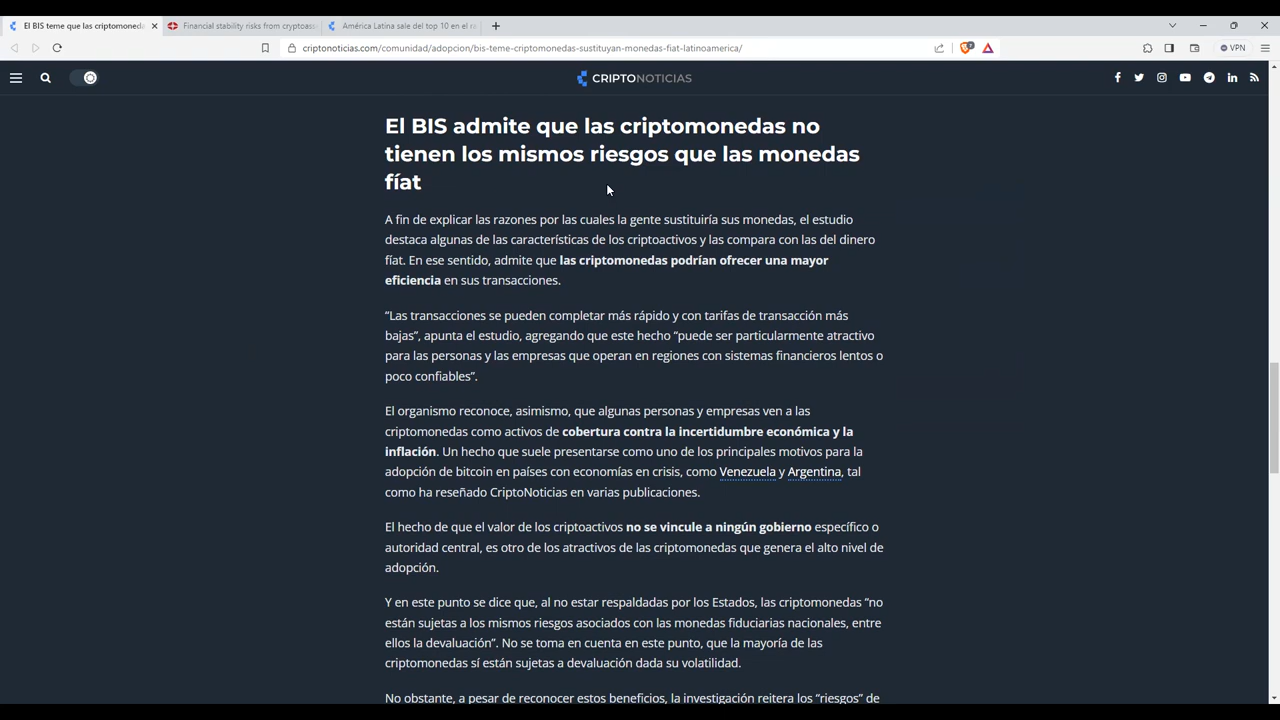 El BIS teme que las criptomoneda
Financial stability risks from cryptoass
América Latina sale del top 10 en el r
criptonoticias.com/comunidad/adopcion/bis-teme-criptomonedas-sustituyan-monedas-fiat-latinoamerica/
VPN
CRIPTONOTICIAS
El BIS admite que las criptomonedas no
tienen los mismos riesgos que las monedas
fíat
A fin de explicar las razones por las cuales la gente sustituiría sus monedas, el estudio
destaca algunas de las características de los criptoactivos y las compara con las del dinero
fíat. En ese sentido, admite que las criptomonedas podrían ofrecer una mayor
eficiencia en sus transacciones.
“Las transacciones se pueden completar más rápido y con tarifas de transacción más
bajas”, apunta el estudio, agregando que este hecho “puede ser particularmente atractivo
para las personas y las empresas que operan en regiones con sistemas financieros lentos o
poco confiables”.
El organismo reconoce, asimismo, que algunas personas y empresas ven a las
criptomonedas como activos de cobertura contra la incertidumbre económica y la
inflación. Un hecho que suele presentarse como uno de los principales motivos para la
adopción de bitcoin en países con economías en crisis, como Venezuela y Argentina, tal
como ha reseñado CriptoNoticias en varias publicaciones.
El hecho de que el valor de los criptoactivos no se vincule a ningún gobierno específico o
autoridad central, es otro de los atractivos de las criptomonedas que genera el alto nivel de
adopción.
Y en este punto se dice que, al no estar respaldadas por los Estados, las criptomonedas “no
están sujetas a los mismos riesgos asociados con las monedas fiduciarias nacionales, entre
ellos la devaluación”. No se toma en cuenta en este punto, que la mayoría de las
criptomonedas sí están sujetas a devaluación dada su volatilidad.
No obstante, a pesar de reconocer estos beneficios, la investigación reitera los “riesgos” de